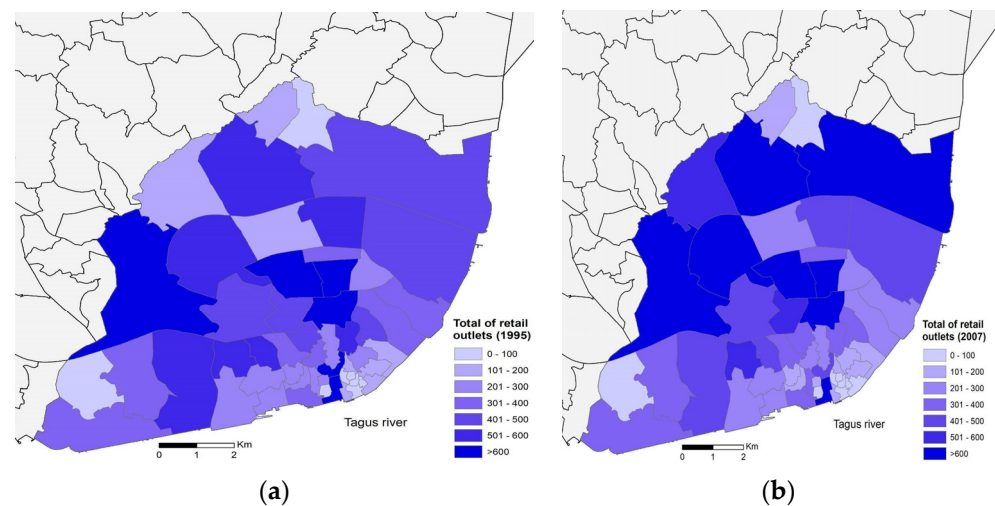 Total of retail
outlets (1995)
0 - 100
101 - 200
201 - 300
301 - 400
401 - 500
501 - 600
>600
Tagus river
Km
0 1 2
(a)
Total of retail
outlets (2007)
0 - 100
101 - 200
201 - 300
301 - 400
401 - 500
501 - 600
>600
Tagus river
Km
0 1 2
(b)